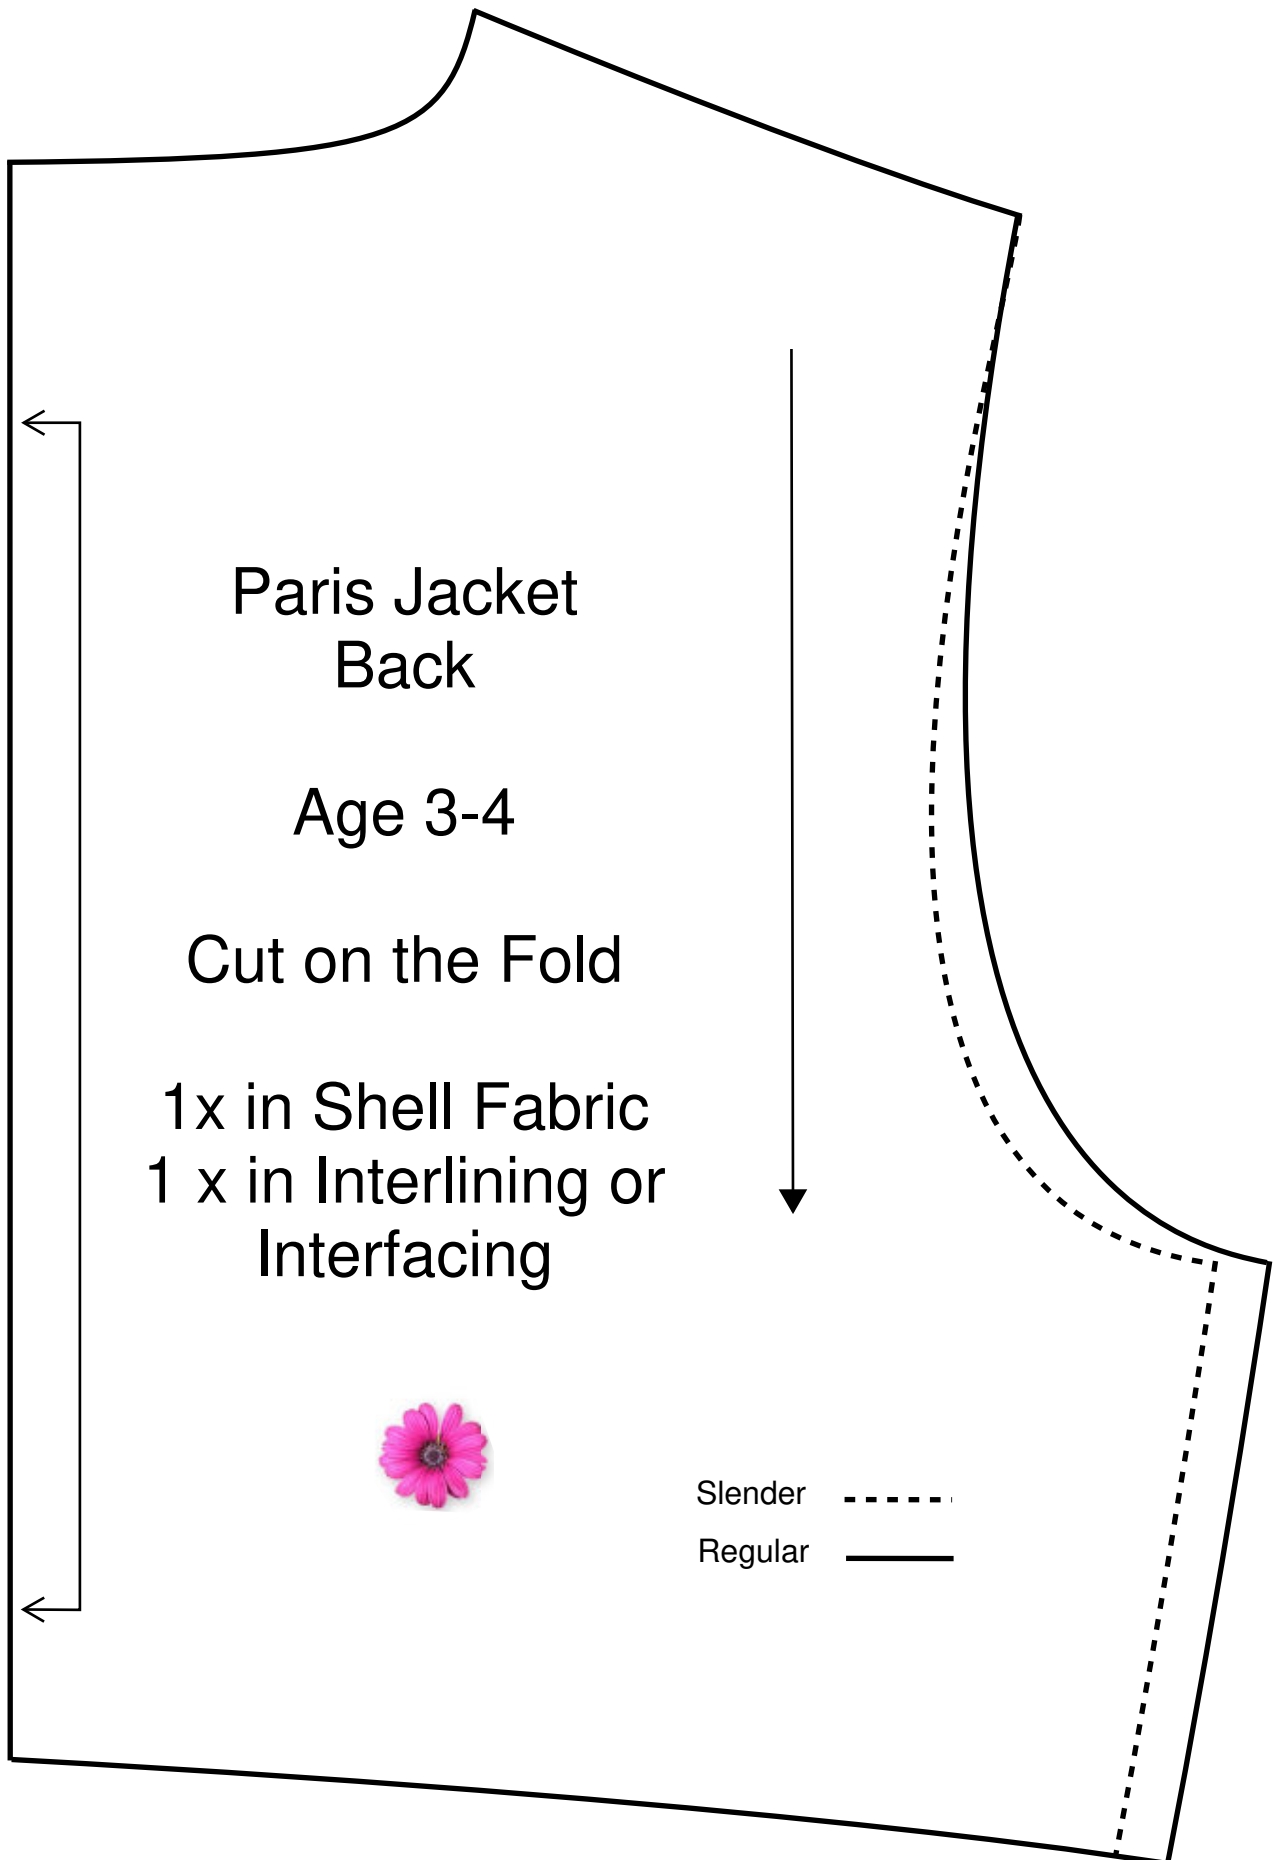 Paris Jacket
Back
Age 3-4
Cut on the Fold
1x in Shell Fabric
1 x in Interlining or
Interfacing
Slender
Regular